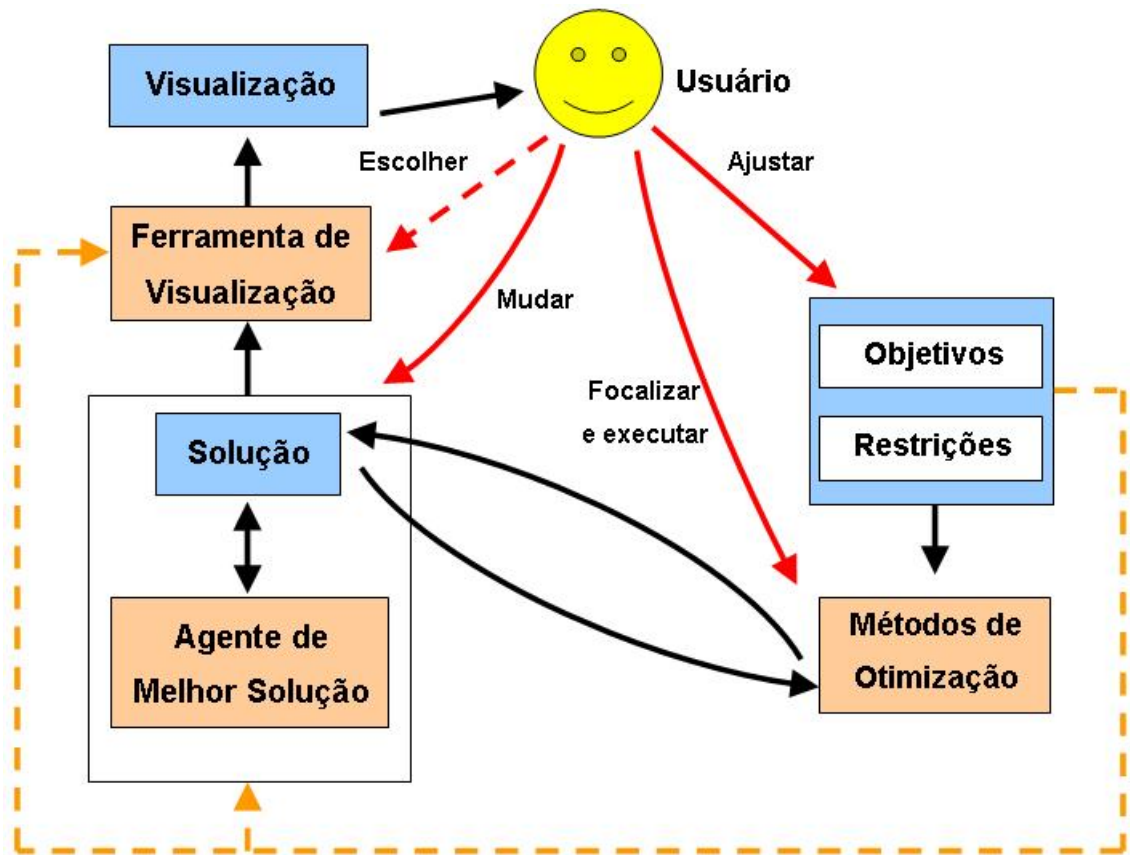 Visualização
Usuário
Escolher
Ajustar
Ferramenta de
Visualização
Mudar
Objetivos
Restrições
Focalizar
e executar
Solução
Agente de
Melhor Solução
Métodos de
Otimização